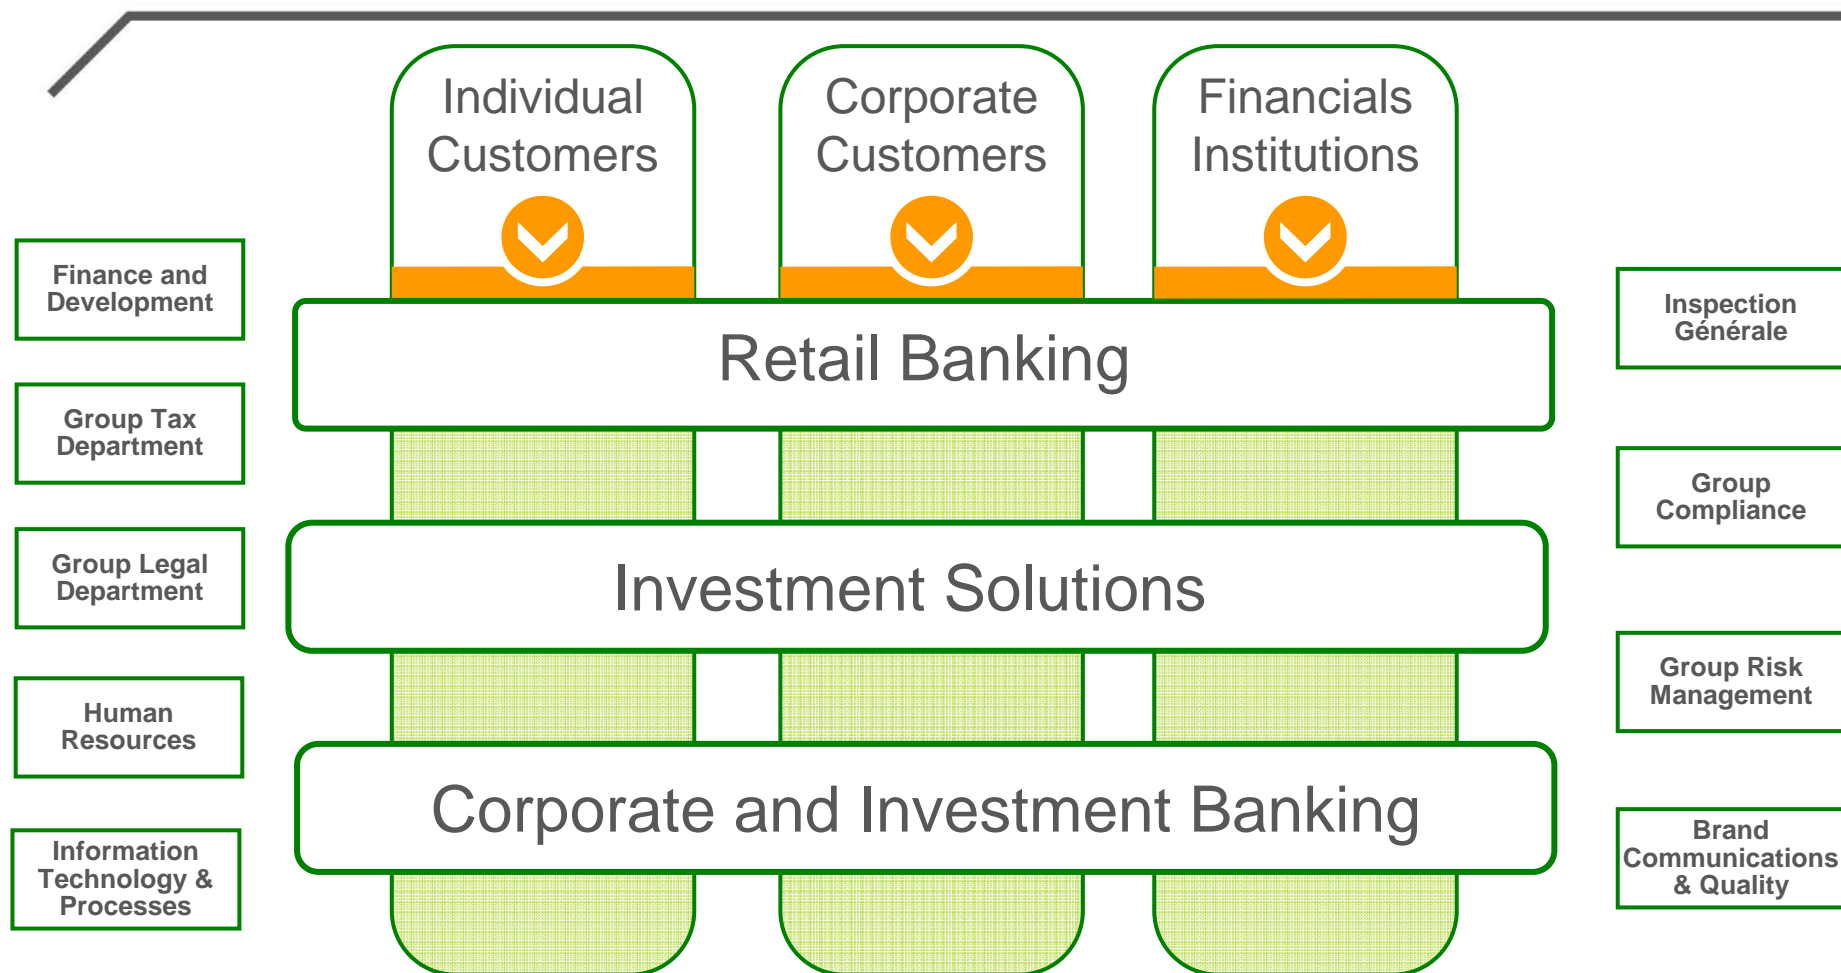 Individual
Customers
Corporate
Customers
Financials
Institutions
Finance and
Development
Group Tax
Department
Group Legal
Department
Human
Resources
Information
Technology &
Processes
Retail Banking
Investment Solutions
Corporate and Investment Banking
Inspection
Générale
Group
Compliance
Group Risk
Management
Brand
Communications
& Quality